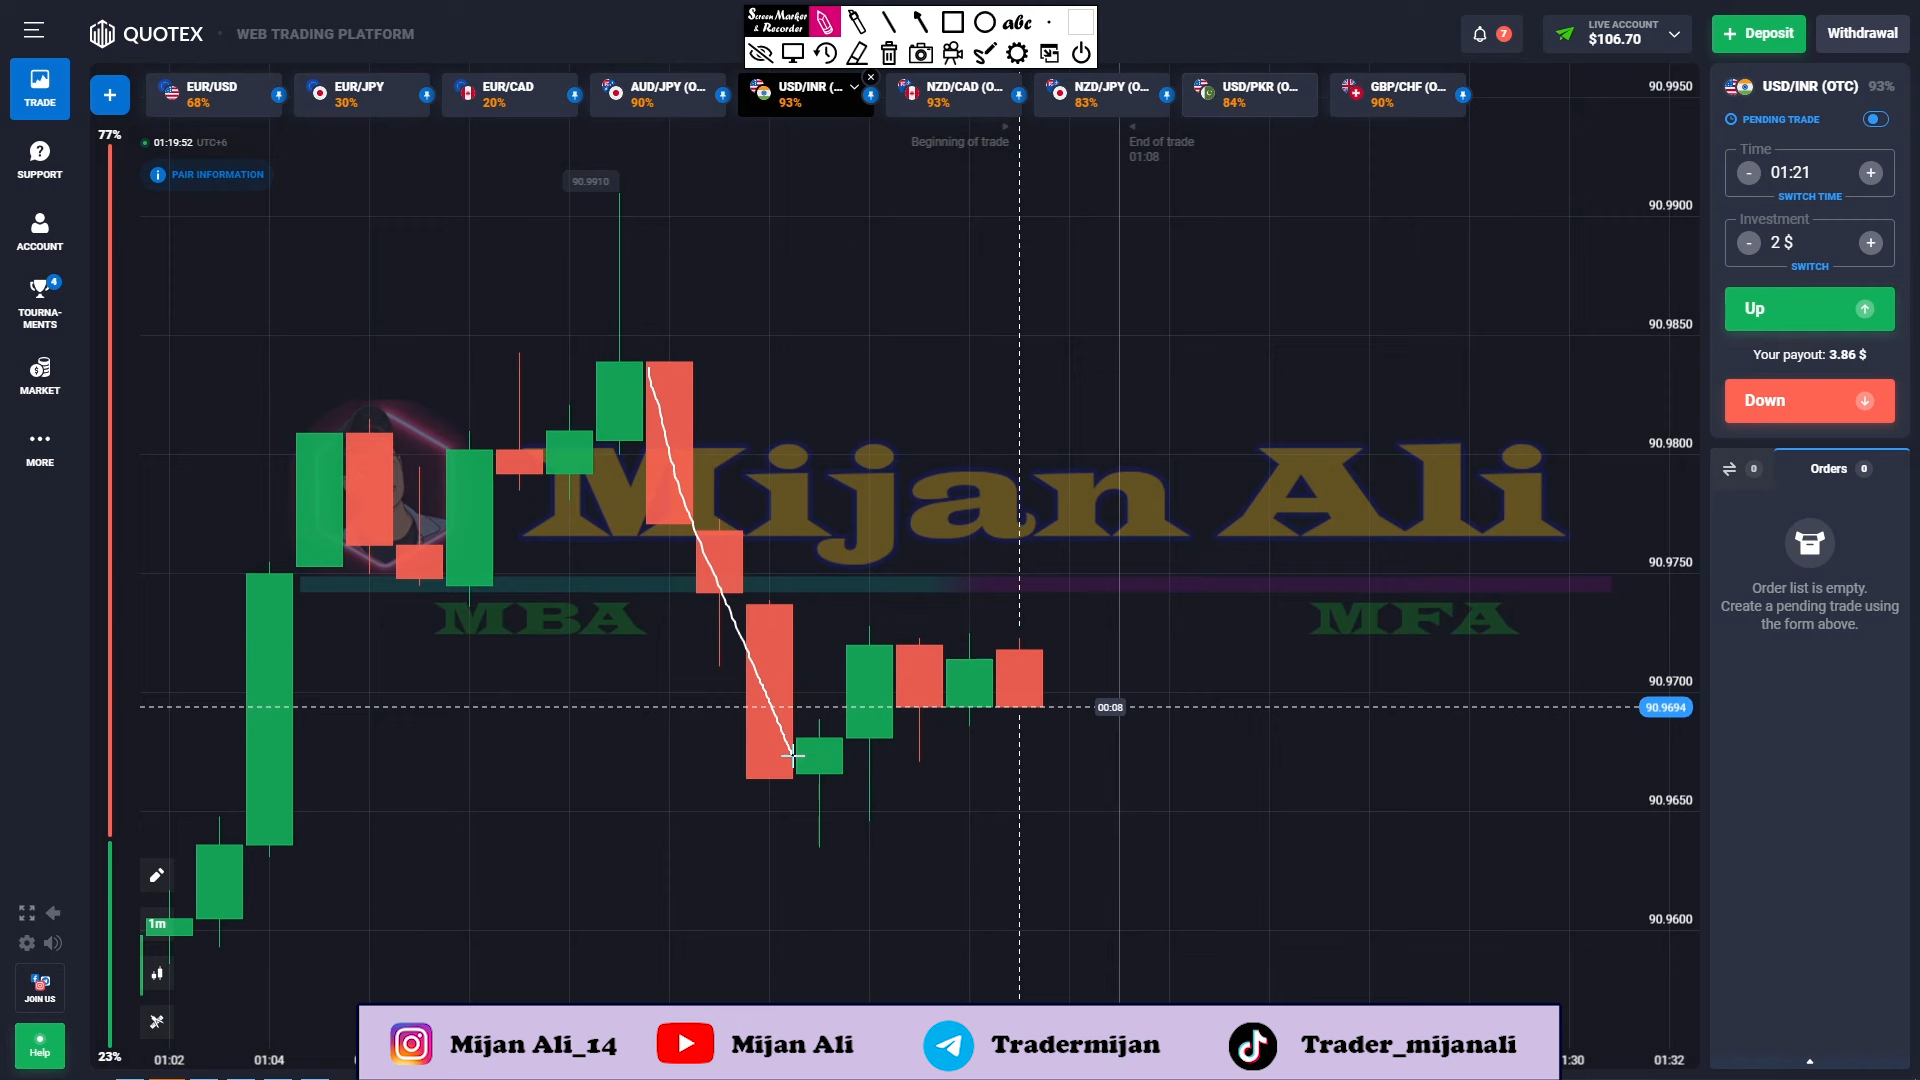 QUOTEX
WEB TRADING PLATFORM
Screen Marker
& Recorder
abc
7
LIVE ACCOUNT
$106.70
Deposit
Withdrawal
TRADE
SUPPORT
ACCOUNT
4
TOURNA-
MENTS
MARKET
MORE
JOIN US
Help
EUR/USD
68%
EUR/JPY
30%
EUR/CAD
20%
AUD/JPY (O...
90%
USD/INR (...
93%
NZD/CAD (O...
93%
NZD/JPY (O...
83%
USD/PKR (O...
84%
GBP/CHF (O...
90%
77%
23%
01:19:52 UTC+6
PAIR INFORMATION
Beginning of trade
End of trade
01:08
90.9910
90.9950
90.9900
90.9850
90.9800
90.9750
90.9700
90.9694
90.9650
90.9600
00:08
Mijan Ali
MBA
MFA
1m
01:02
01:04
1:30
01:32
USD/INR (OTC) 93%
PENDING TRADE
Time
- 01:21 +
SWITCH TIME
Investment
- 2 $ +
SWITCH
Up
Your payout: 3.86 $
Down
0
Orders 0
Order list is empty.
Create a pending trade using
the form above.
Mijan Ali_14
Mijan Ali
Tradermijan
Trader_mijanali